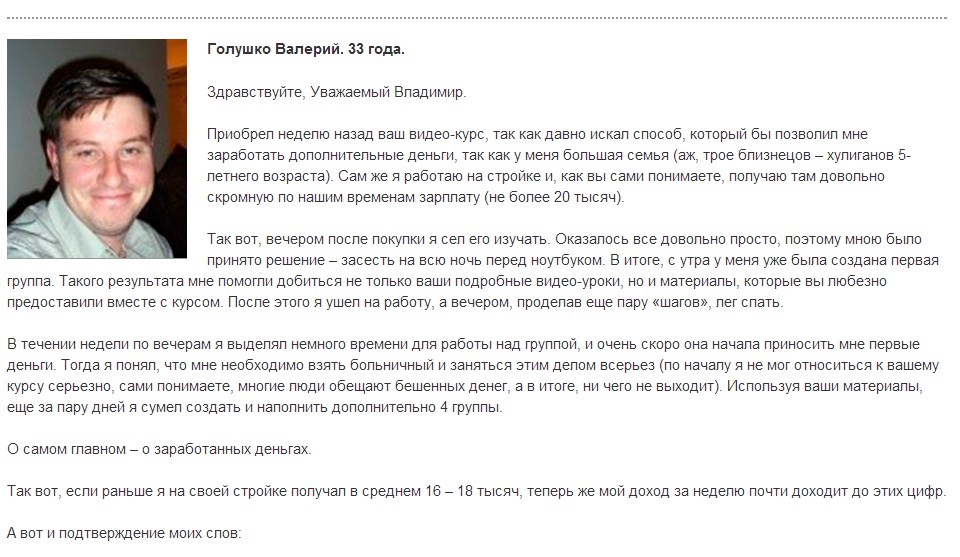 Голушко Валерий. 33 года.
Здравствуйте, Уважаемый Владимир.
Приобрел неделю назад ваш видео-курс, так как давно искал способ, который бы позволил мне
заработать дополнительные деньги, так как у меня большая семья (аж, трое близнецов – хулиганов 5-
летнего возраста). Сам же я работаю на стройке и, как вы сами понимаете, получаю там довольно
скромную по нашим временам зарплату (не более 20 тысяч).
Так вот, вечером после покупки я сел его изучать. Оказалось все довольно просто, поэтому мною было
принято решение – засесть на всю ночь перед ноутбуком. В итоге, с утра у меня уже была создана первая
группа. Такого результата мне помогли добиться не только ваши подробные видео-уроки, но и материалы, которые вы любезно
предоставили вместе с курсом. После этого я ушел на работу, а вечером, проделав еще пару «шагов», лег спать.
В течении недели по вечерам я выделял немного времени для работы над группой, и очень скоро она начала приносить мне первые
деньги. Тогда я понял, что мне необходимо взять больничный и заняться этим делом всерьез (по началу я не мог относиться к вашему
курсу серьезно, сами понимаете, многие люди обещают бешенных денег, а в итоге, ни чего не выходит). Используя ваши материалы,
еще за пару дней я сумел создать и наполнить дополнительно 4 группы.
О самом главном – о заработанных деньгах.
Так вот, если раньше я на своей стройке получал в среднем 16 – 18 тысяч, теперь же мой доход за неделю почти доходит до этих цифр.
А вот и подтверждение моих слов: